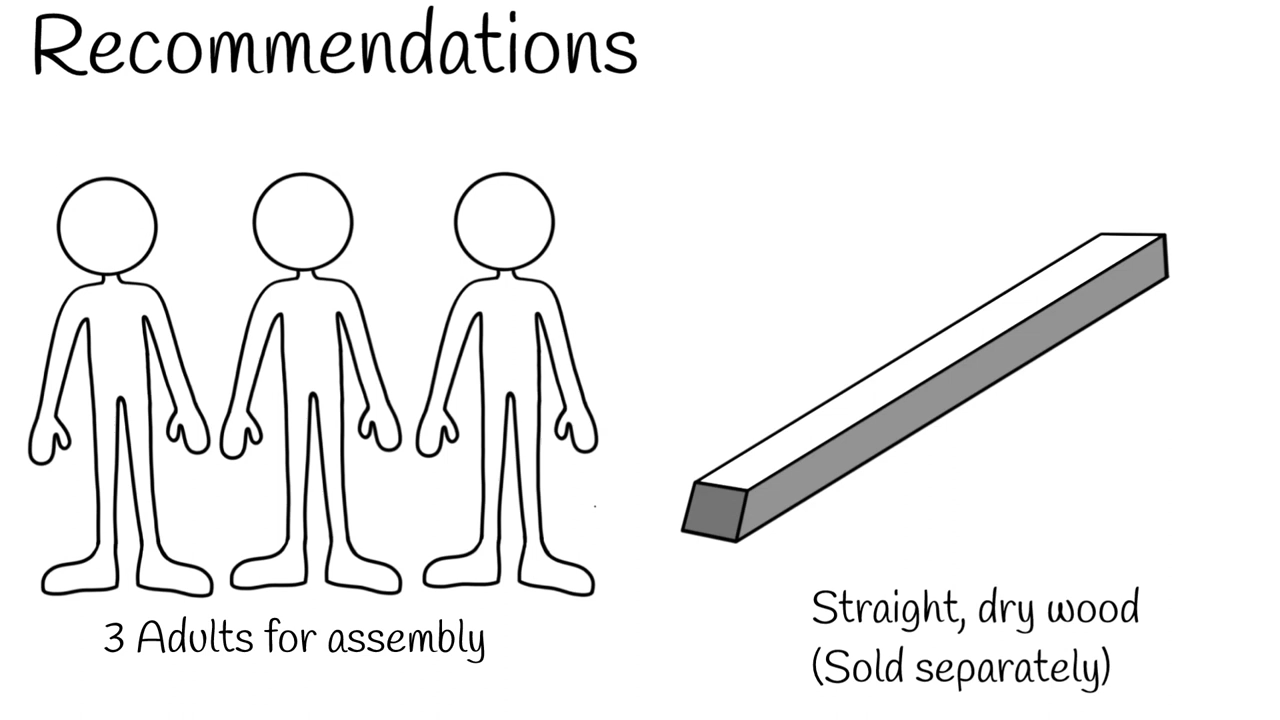 Recommendations
3 Adults for assembly
Straight, dry wood
(Sold separately)